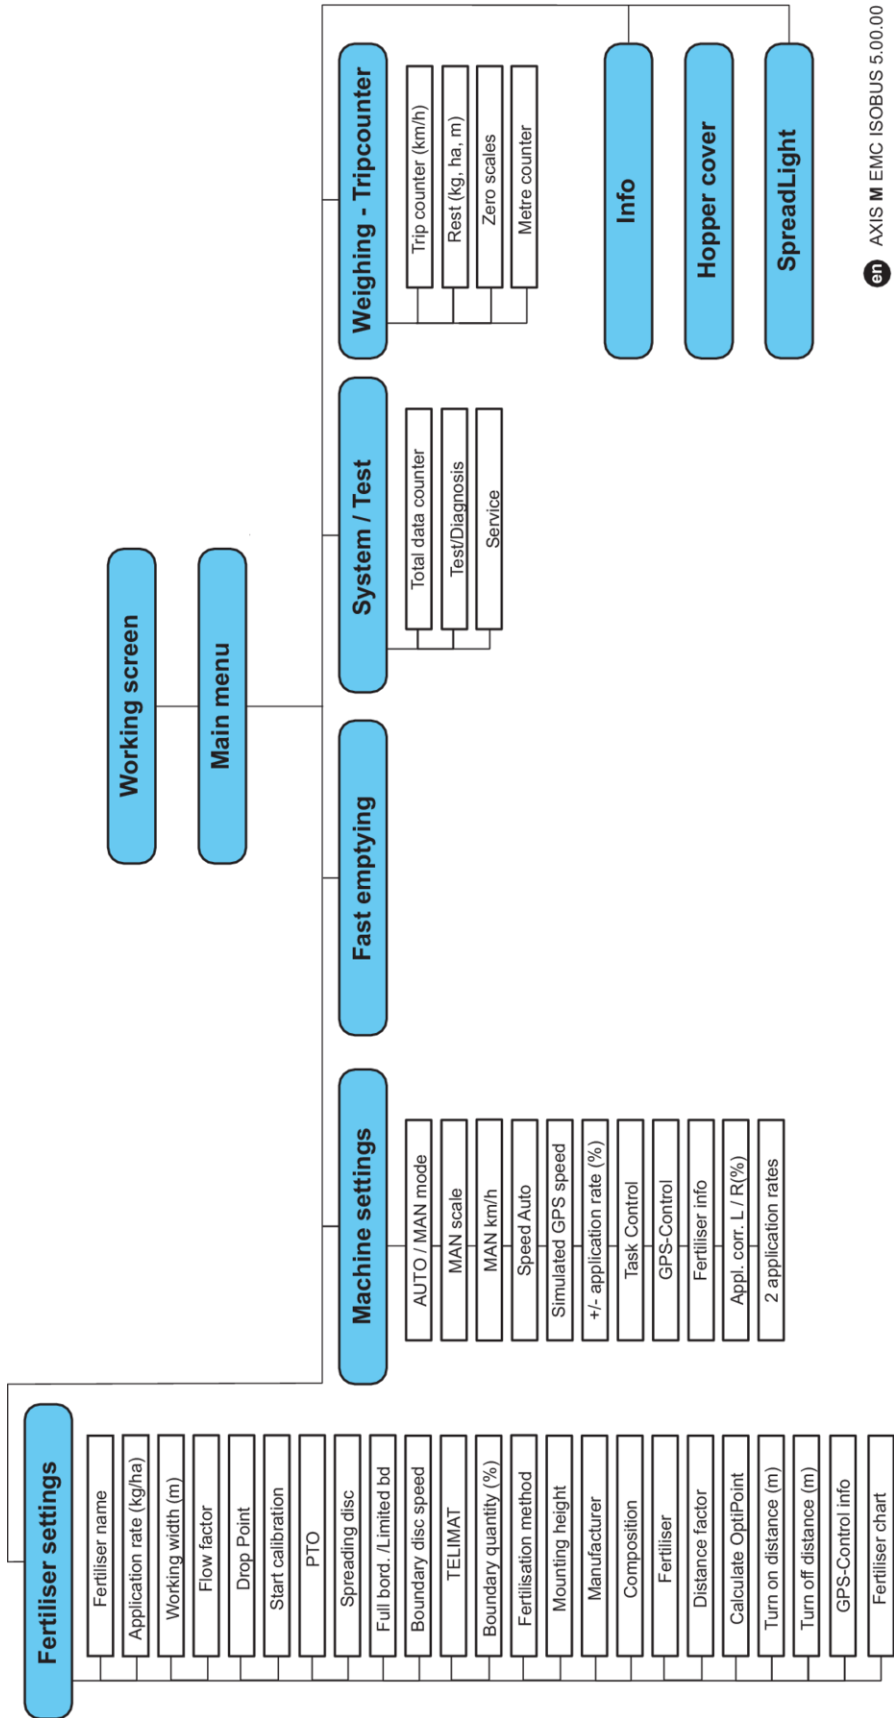 Working screen
Main menu
Fertiliser settings
Fertiliser name
Application rate (kg/ha)
Working width (m)
Flow factor
Drop Point
Start calibration
PTO
Spreading disc
Full bord. /Limited bd
Boundary disc speed
TELIMAT
Boundary quantity (%)
Fertilisation method
Mounting height
Manufacturer
Composition
Fertiliser
Distance factor
Calculate OptiPoint
Turn on distance (m)
Turn off distance (m)
GPS-Control info
Fertiliser chart
Machine settings
AUTO / MAN mode
MAN scale
MAN km/h
Speed Auto
Simulated GPS speed
+/- application rate (%)
Task Control
GPS-Control
Fertiliser info
Appl. corr. L / R(%)
2 application rates
Fast emptying
System / Test
Total data counter
Test/Diagnosis
Service
Weighing - Tripcounter
Trip counter (km/h)
Rest (kg, ha, m)
Zero scales
Metre counter
Info
Hopper cover
SpreadLight
en AXIS M EMC ISOBUS 5.00.00